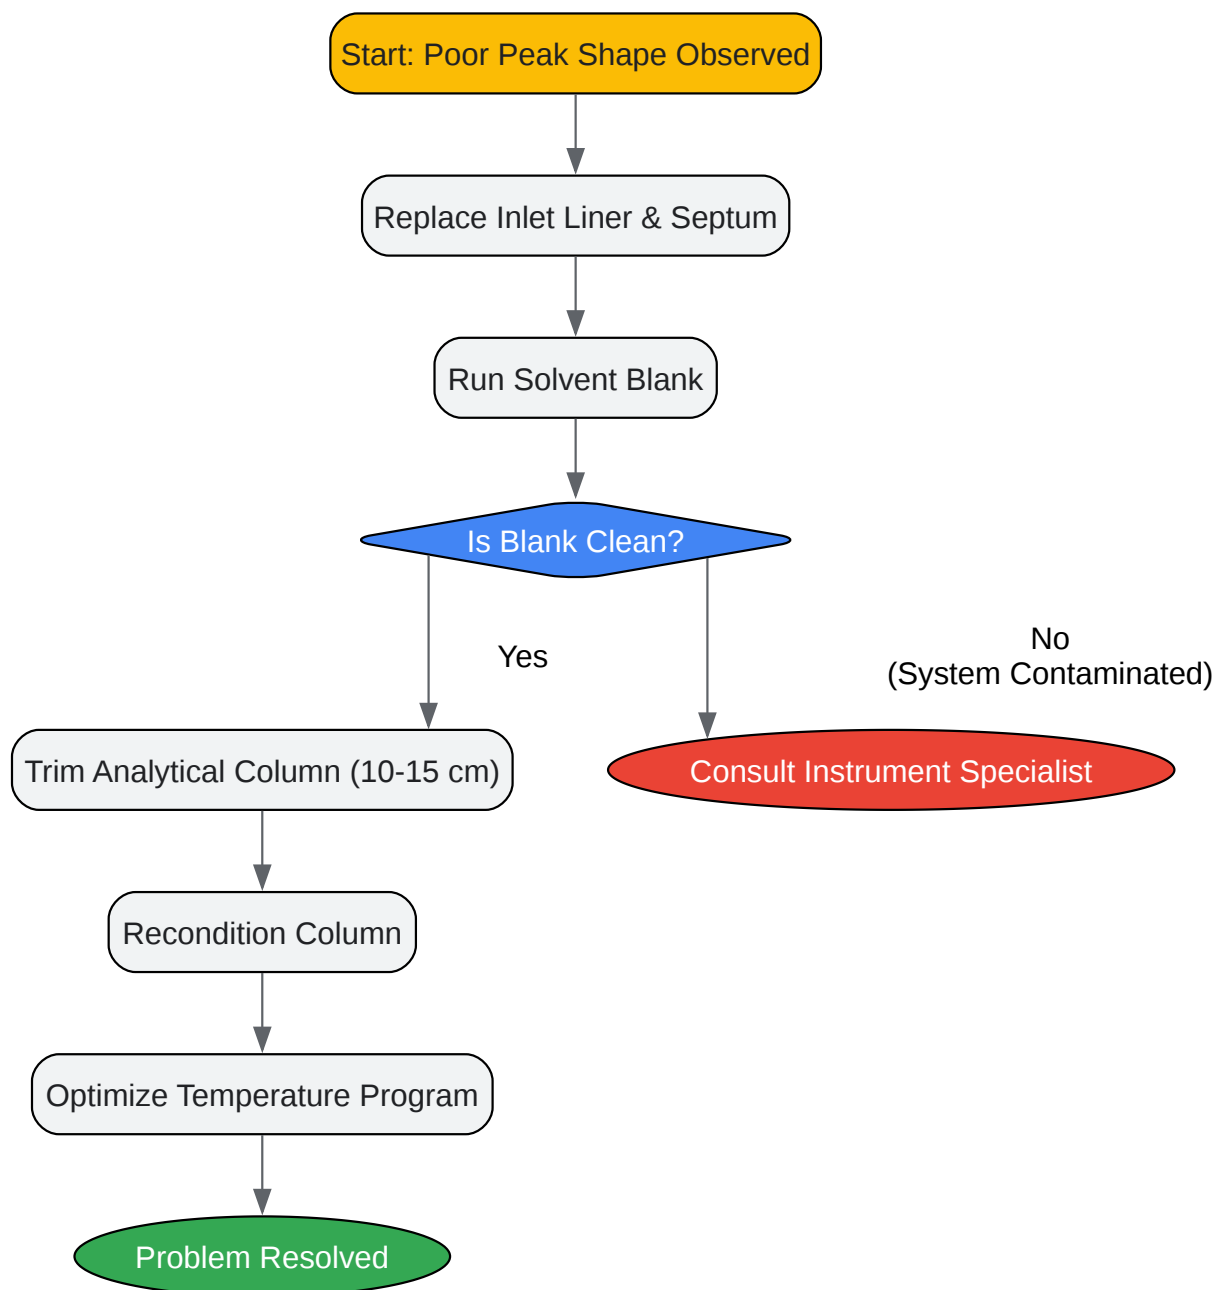 Start: Poor Peak Shape Observed
Replace Inlet Liner & Septum
Run Solvent Blank
Is Blank Clean?
Yes
No
(System Contaminated)
Trim Analytical Column (10-15 cm)
Consult Instrument Specialist
Recondition Column
Optimize Temperature Program
Problem Resolved